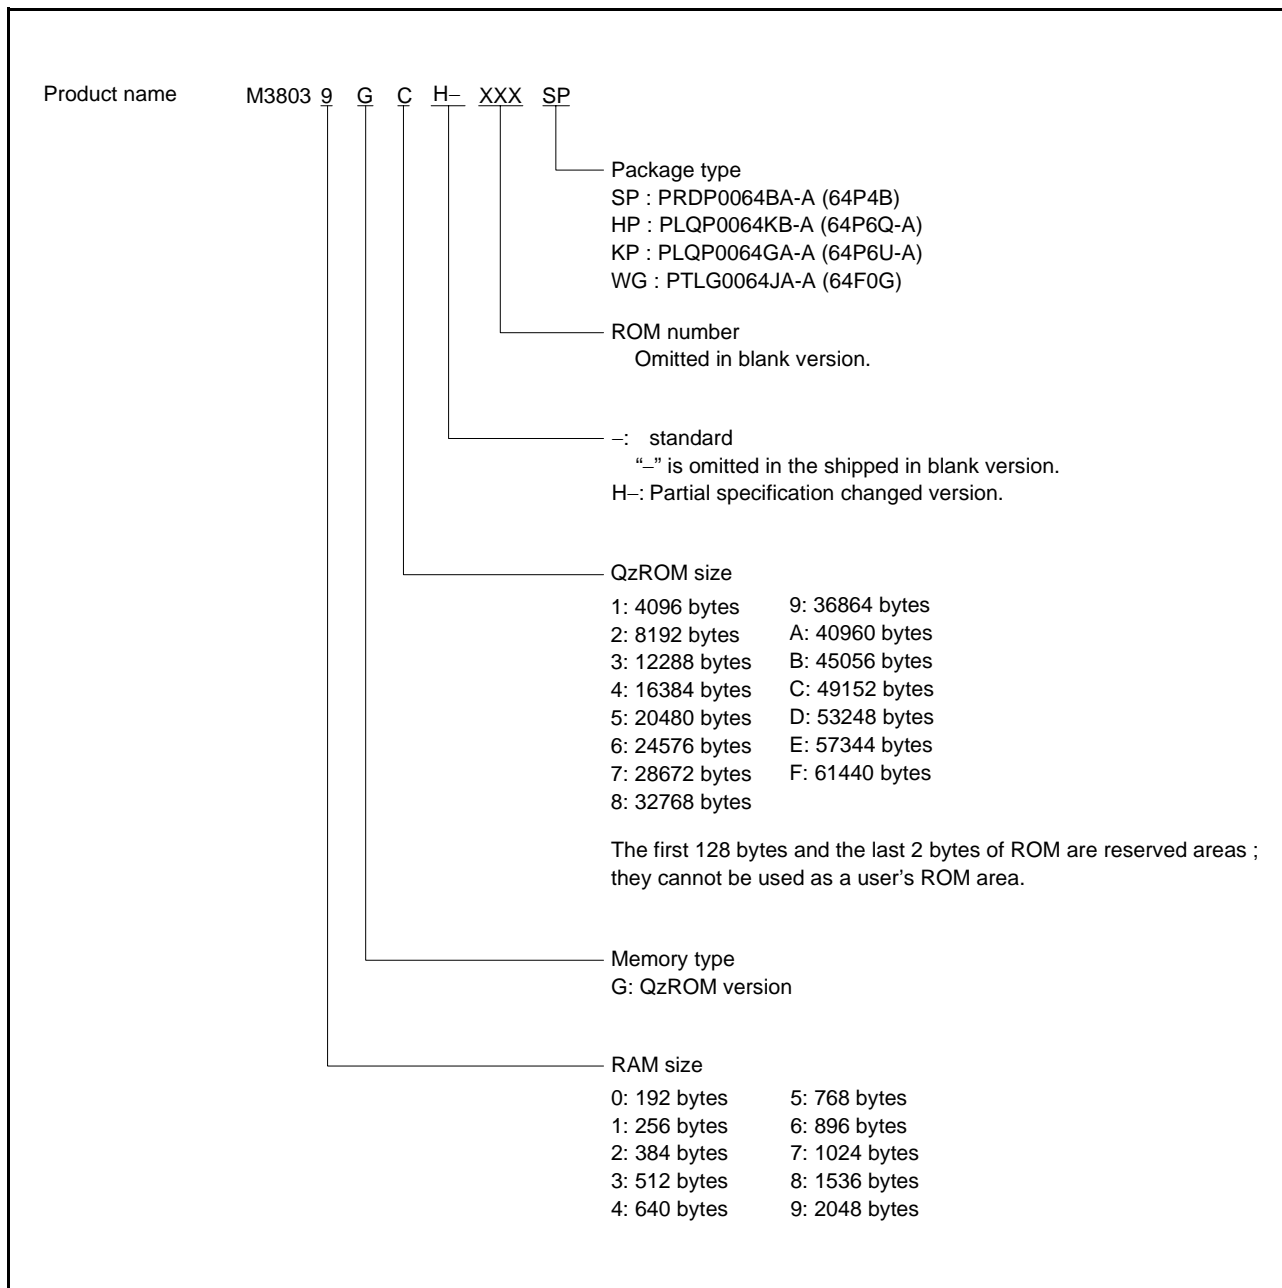 Product name M3803 9 G C H– XXX SP
Package type
SP : PRDP0064BA-A (64P4B)
HP : PLQP0064KB-A (64P6Q-A)
KP : PLQP0064GA-A (64P6U-A)
WG : PTLG0064JA-A (64F0G)
ROM number
Omitted in blank version.
–: standard
“–” is omitted in the shipped in blank version.
H–: Partial specification changed version.
QzROM size
1: 4096 bytes 9: 36864 bytes
2: 8192 bytes A: 40960 bytes
3: 12288 bytes B: 45056 bytes
4: 16384 bytes C: 49152 bytes
5: 20480 bytes D: 53248 bytes
6: 24576 bytes E: 57344 bytes
7: 28672 bytes F: 61440 bytes
8: 32768 bytes
The first 128 bytes and the last 2 bytes of ROM are reserved areas ;
they cannot be used as a user’s ROM area.
Memory type
G: QzROM version
RAM size
0: 192 bytes 5: 768 bytes
1: 256 bytes 6: 896 bytes
2: 384 bytes 7: 1024 bytes
3: 512 bytes 8: 1536 bytes
4: 640 bytes 9: 2048 bytes